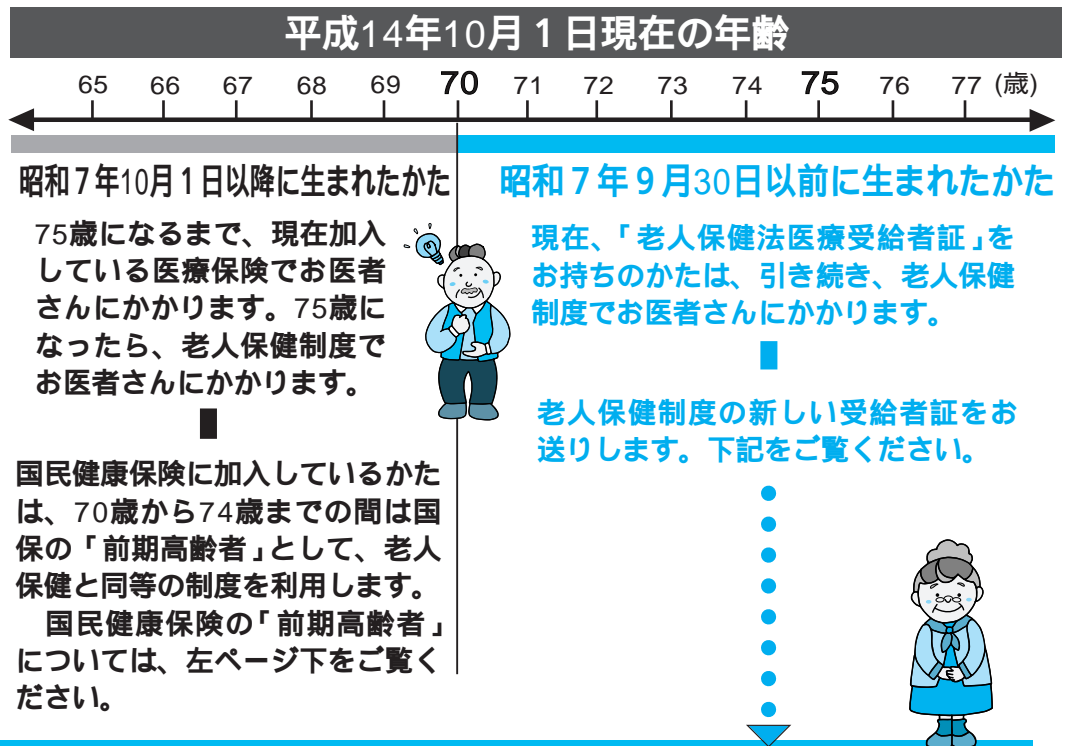 平成14年10月1日現在の年齢
65 66 67 68 69 70 71 72 73 74 75 76 77 (歳)
昭和7年10月1日以降に生まれたかた
75歳になるまで、現在加入
している医療保険でお医者
さんにかかります。75歳に
なったら、老人保健制度で
お医者さんにかかります。
国民健康保険に加入しているかた
は、70歳から74歳までの間は国
保の「前期高齢者」として、老人
保健と同等の制度を利用します。
国民健康保険の「前期高齢者」
については、左ページ下をご覧く
ださい。
昭和7年9月30日以前に生まれたかた
現在、「老人保健法医療受給者証」を
お持ちのかたは、引き続き、老人保健
制度でお医者さんにかかります。
老人保健制度の新しい受給者証をお
送りします。下記をご覧ください。